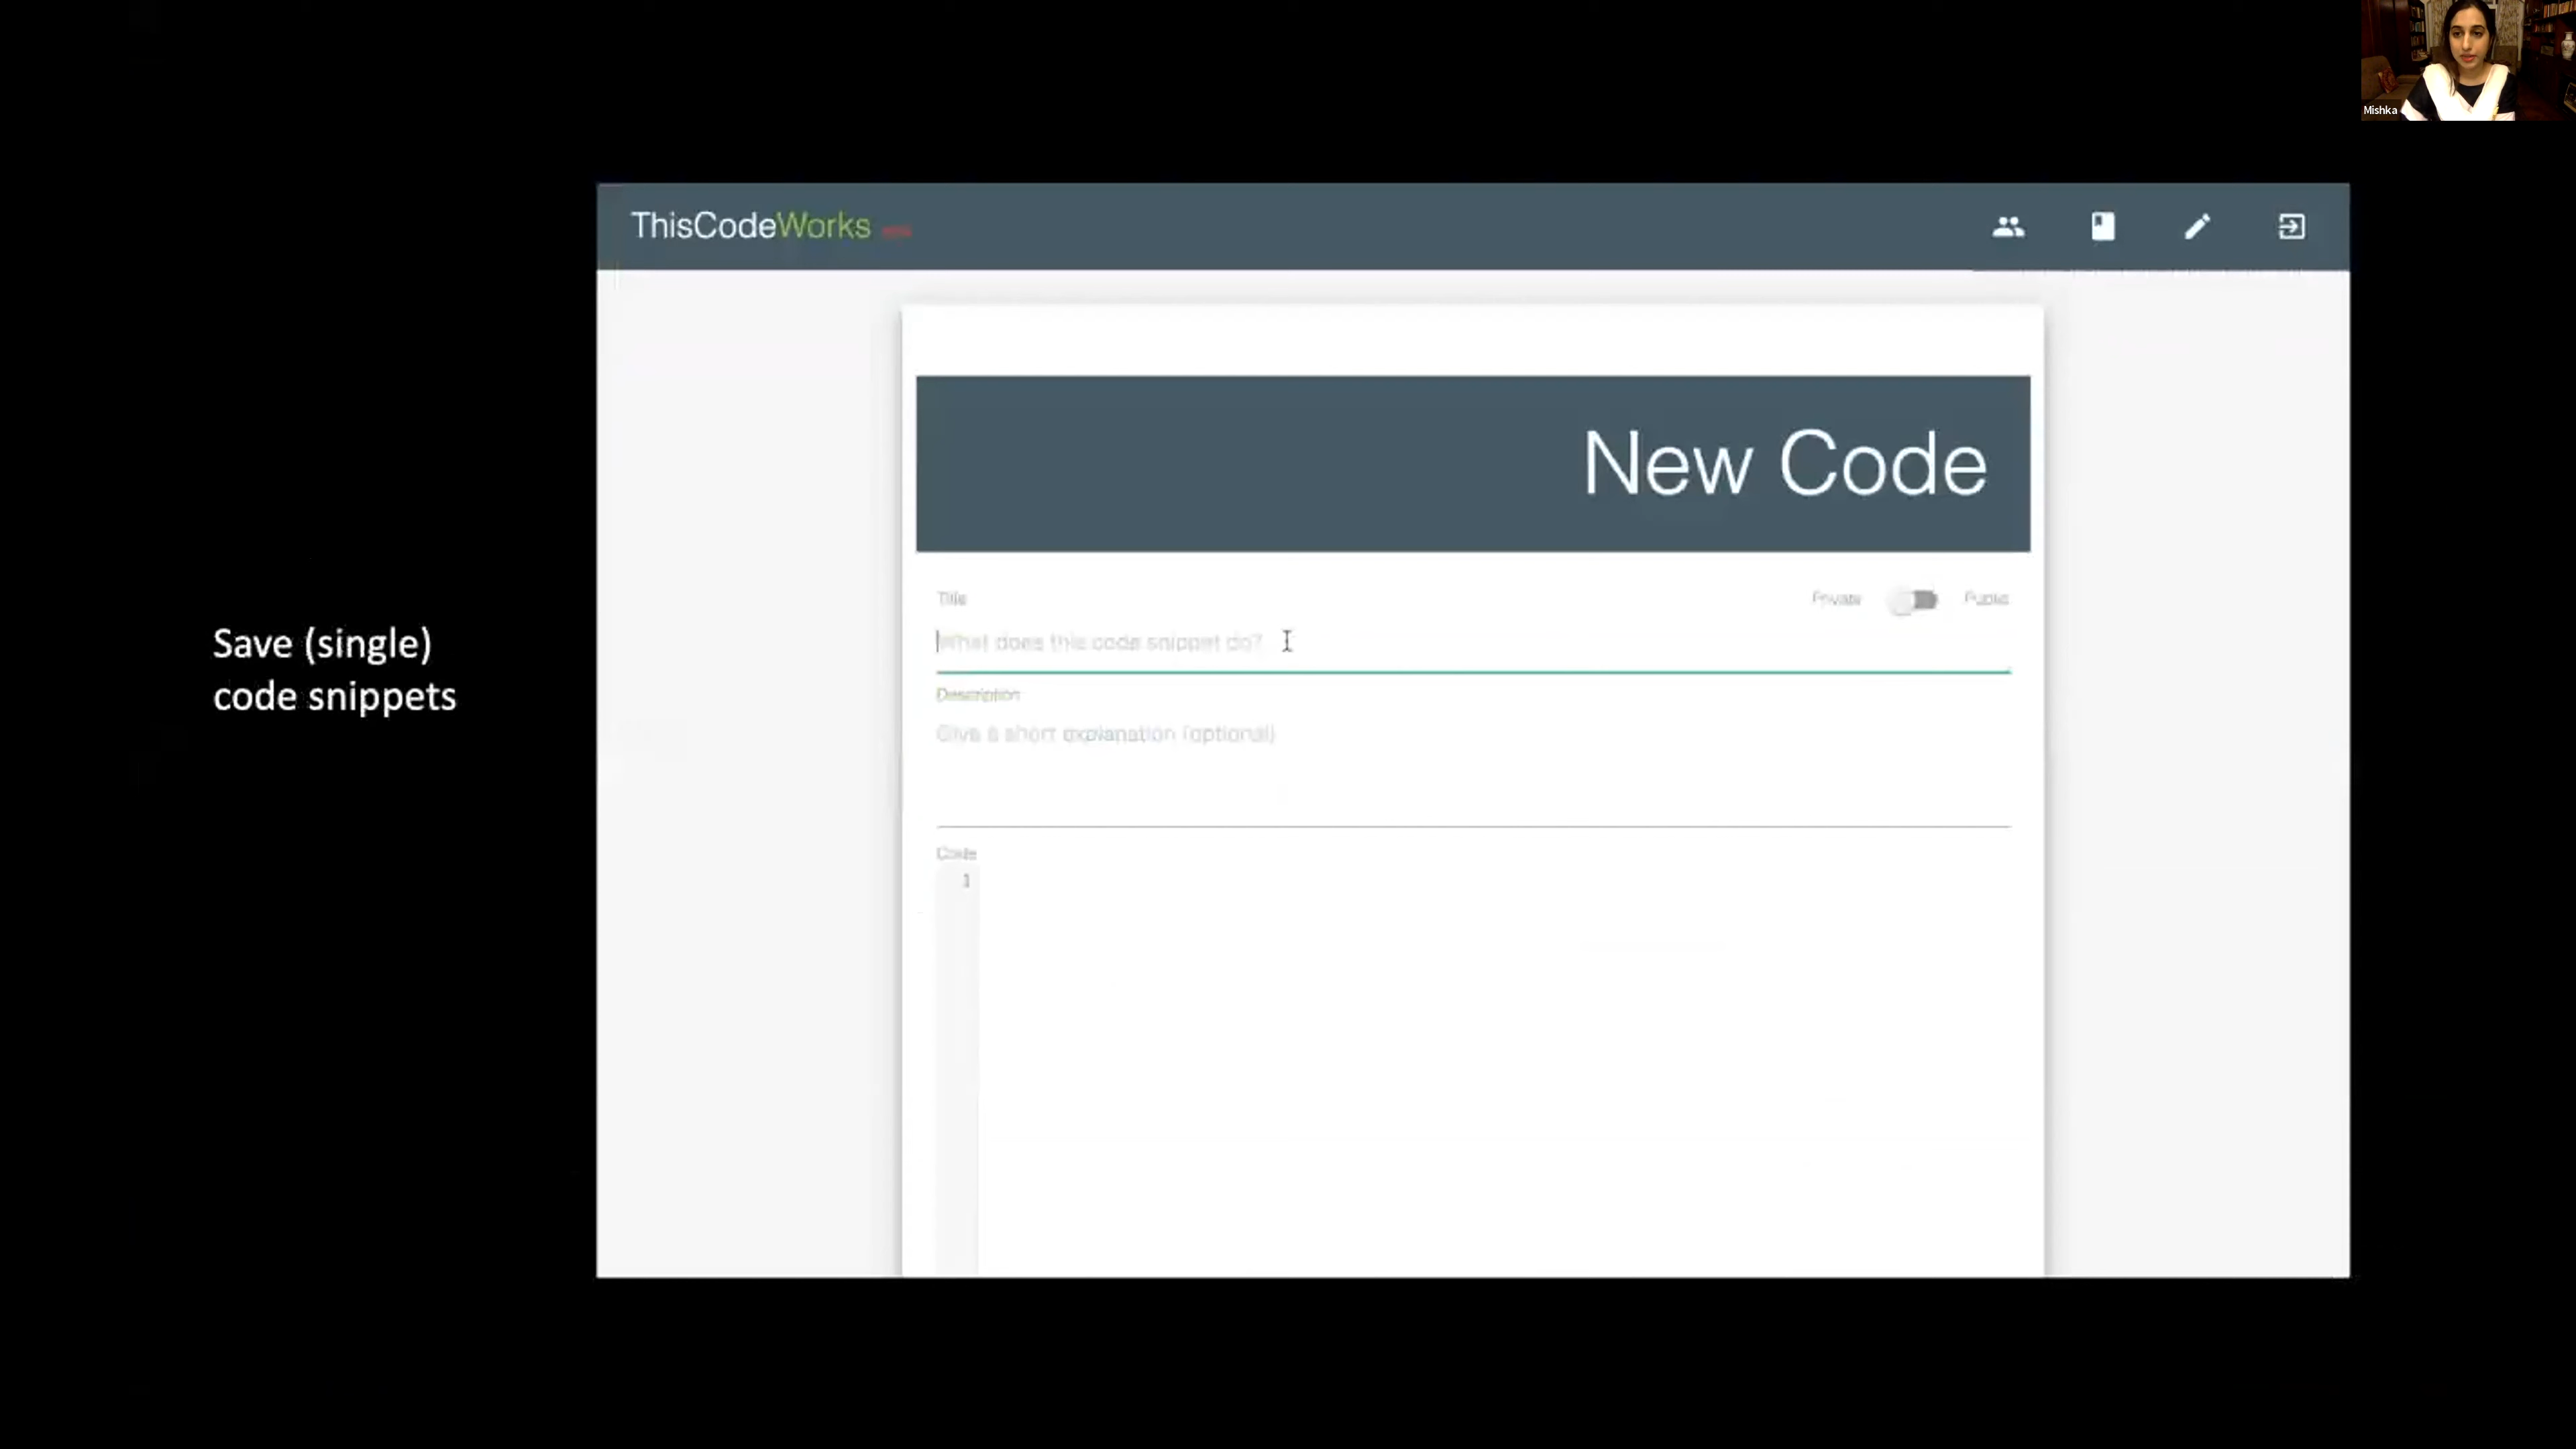 Mishka
ThisCodeWorks
New Code
Title
Private
Public
What does this code snippet do?
Description
Give a short explanation (optional)
Code
1
Save (single)
code snippets